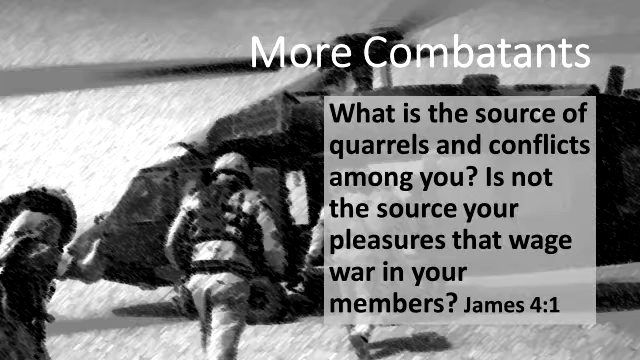 More Combatants
What is the source of
quarrels and conflicts
among you? Is not
the source your
pleasures that wage
war in your
members? James 4:1